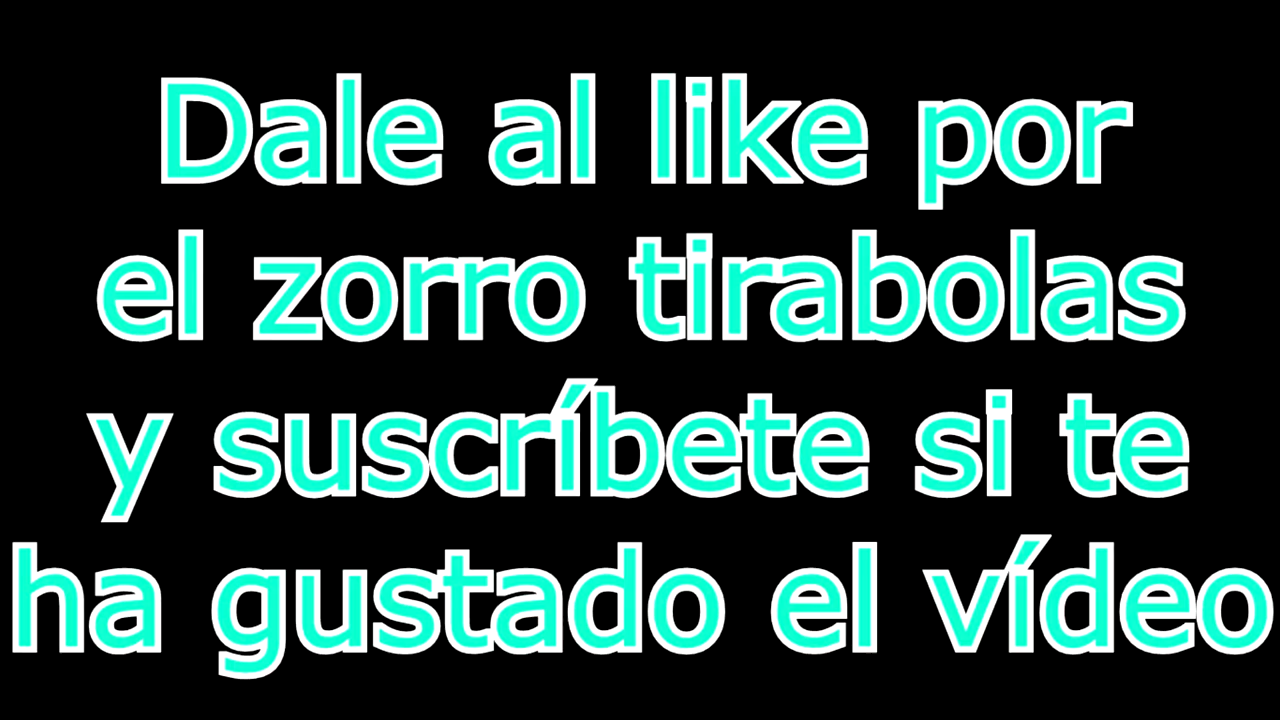 Dale al like por
el zorro tirabolas
y suscríbete si te
ha gustado el vídeo